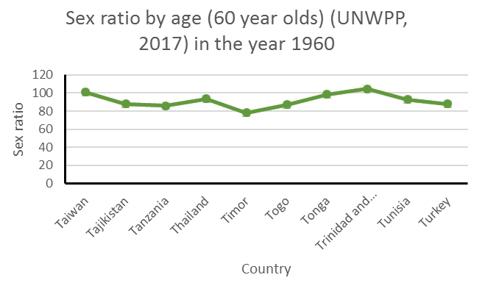 Sex ratio by age (60 year olds) (UNWPP,
2017) in the year 1960
120
100
80
60
40
20
0
Sex ratio
Taiwan
Tajikistan
Tanzania
Thailand
Timor
Togo
Tonga
Trinidad and...
Tunisia
Turkey
Country